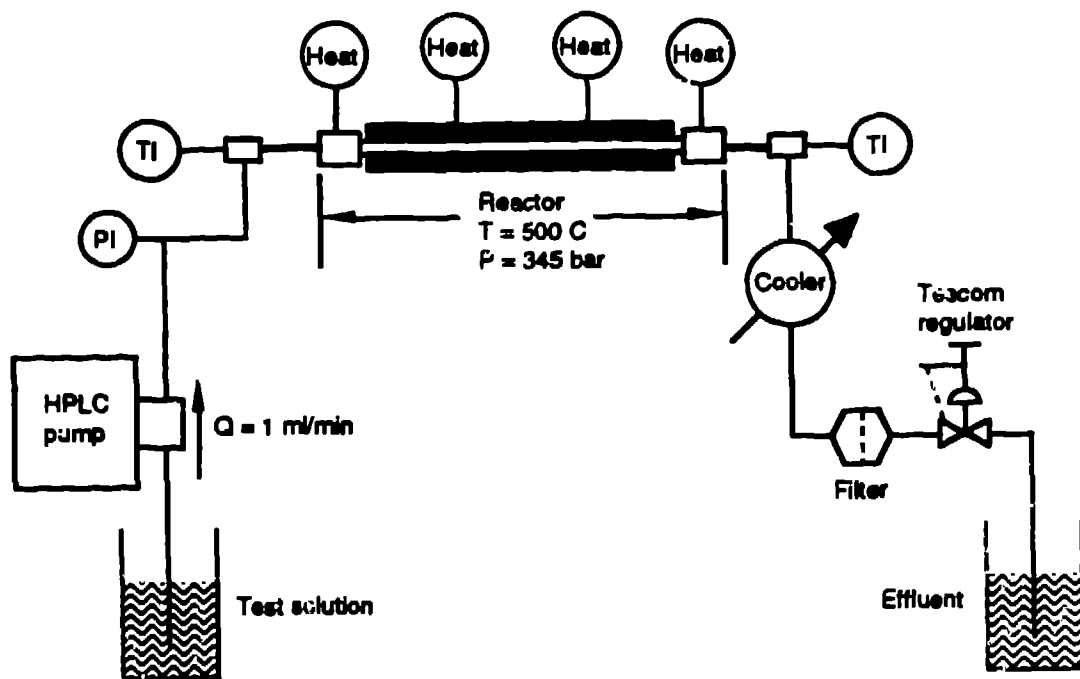 Heat
Heat
Heat
Heat
TI
TI
PI
Reactor
T = 500 C
P = 345 bar
Cooler
Tescom
regulator
HPLC
pump
Q = 1 ml/min
Filter
Test solution
Effluent